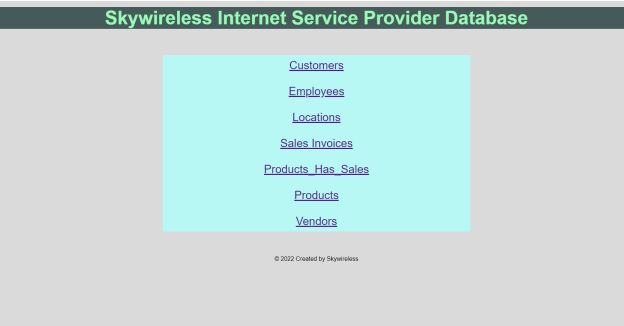 Skywireless Internet Service Provider Database
Customers
Employees
Locations
Sales Invoices
Products_Has_Sales
Products
Vendors
© 2022 Created by Skywireless